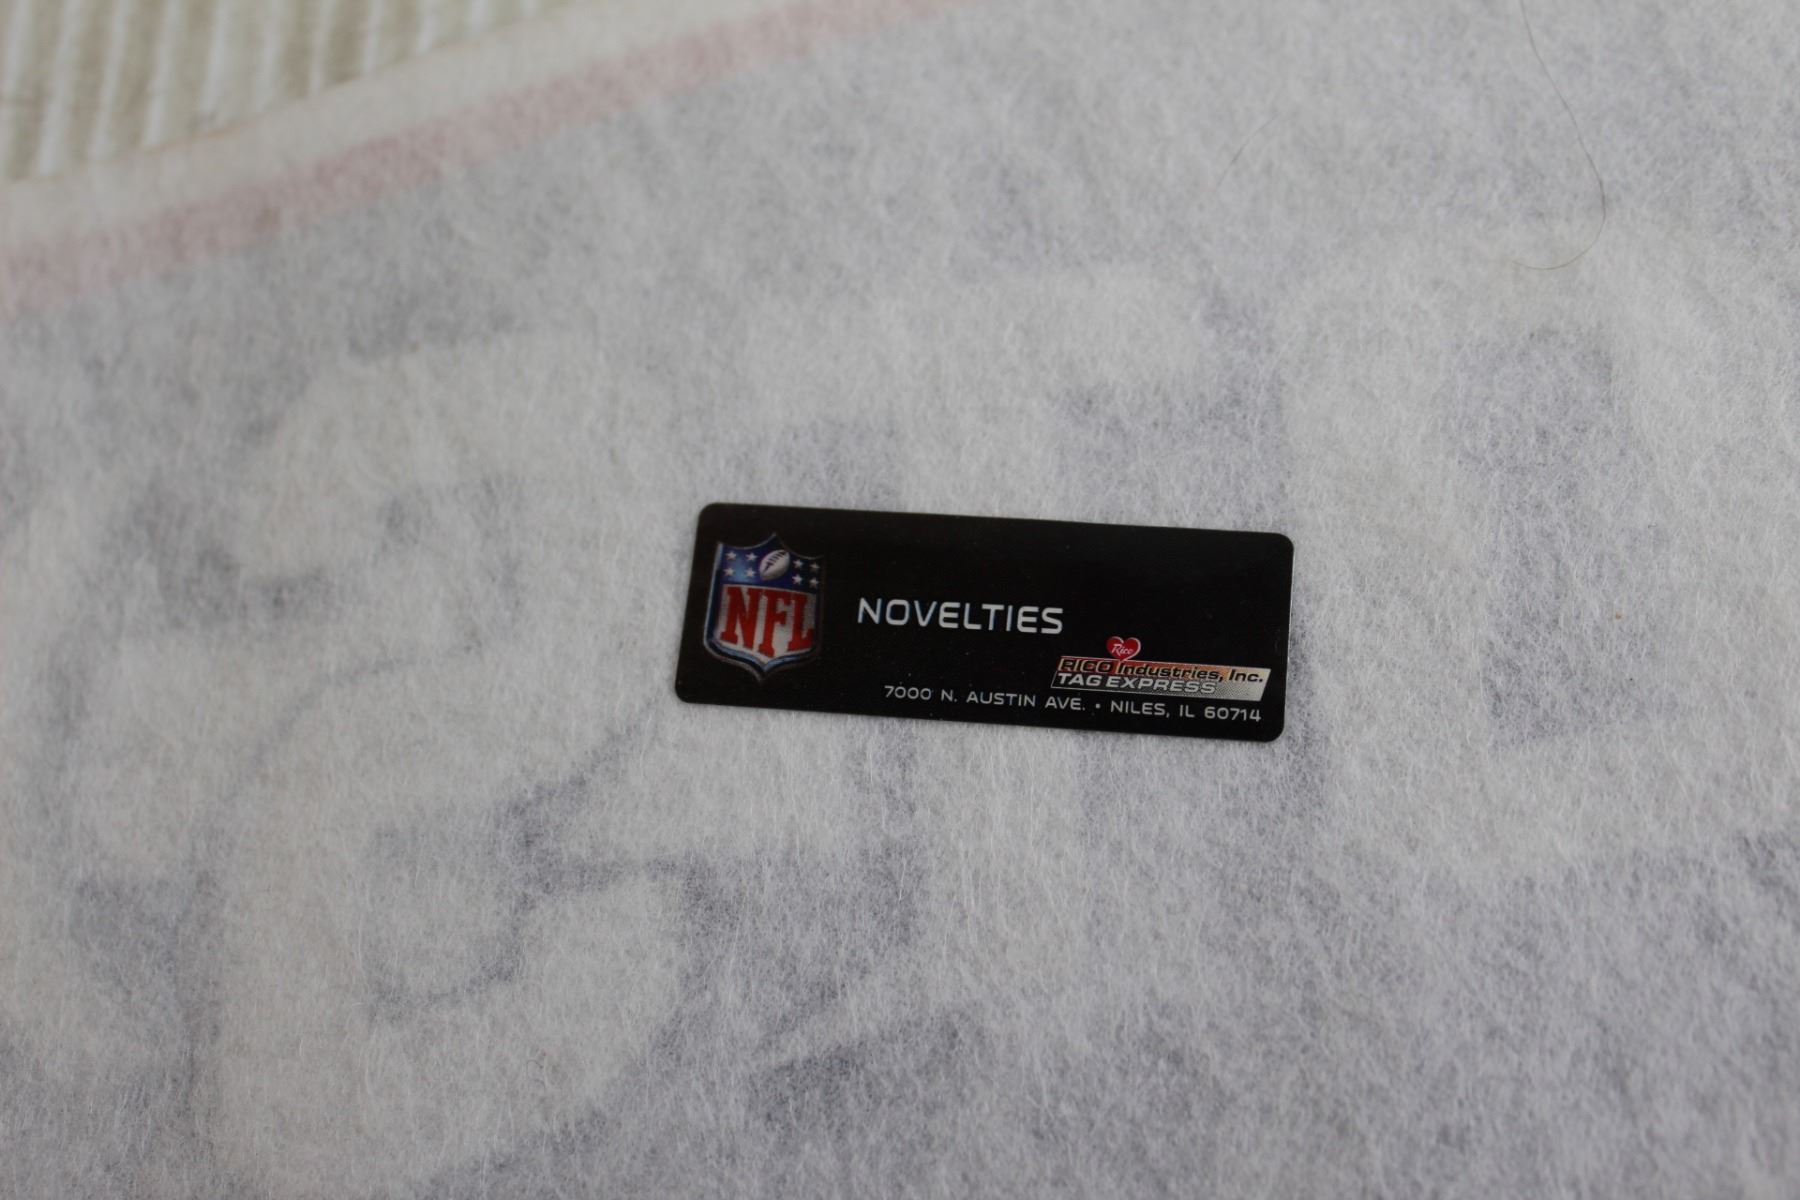 NFL
NOVELTIES
Rico
RICO Industries, Inc.
TAG EXPRESS
7000 N. AUSTIN AVE. • NILES, IL 60714